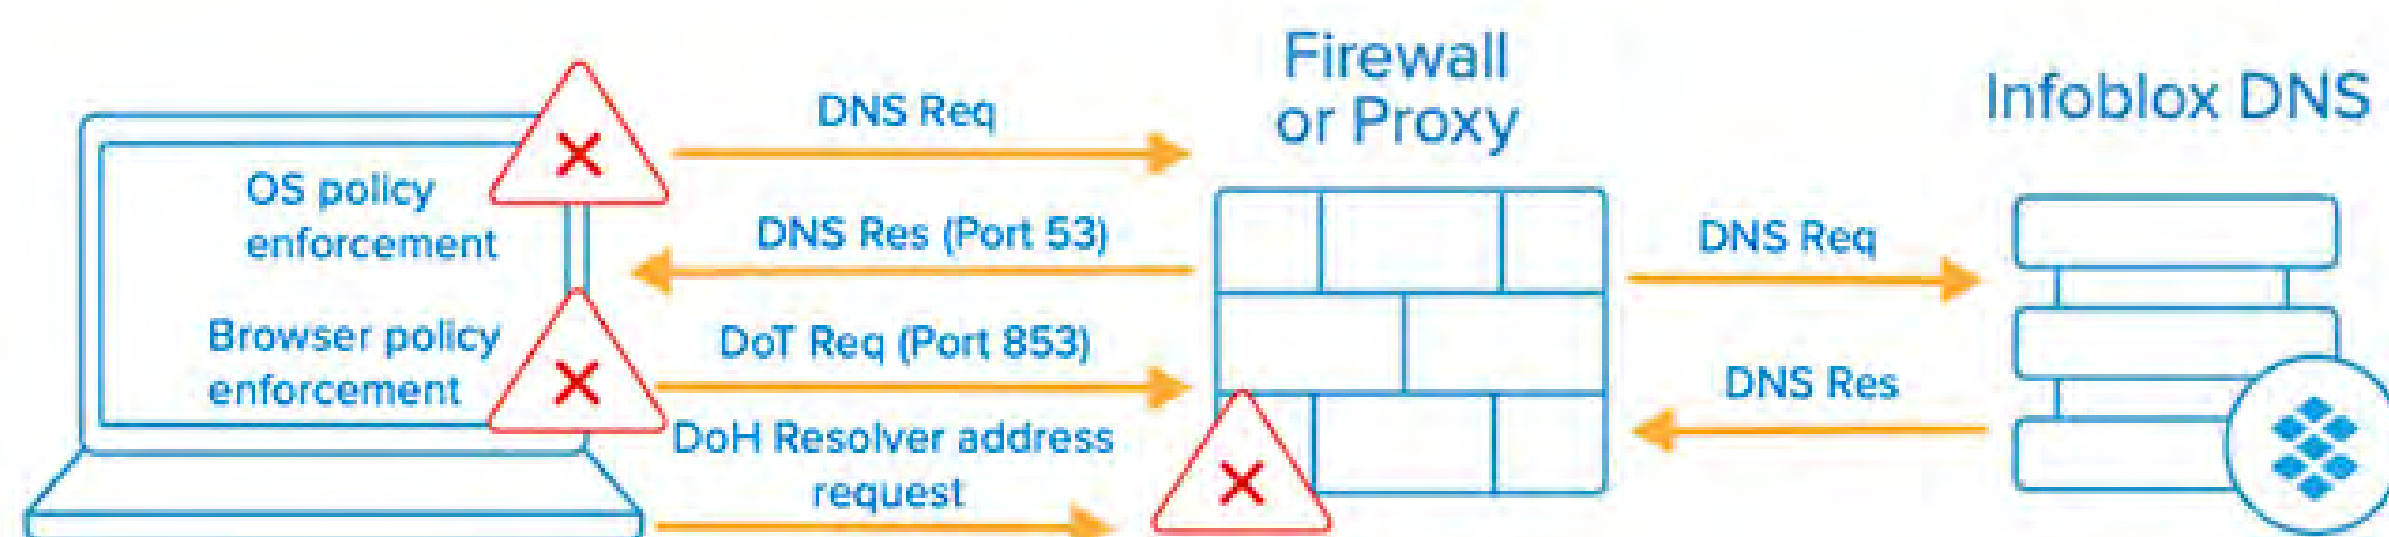 Firewall
or Proxy
Infoblox DNS
DNS Req
OS policy
enforcement
DNS Res (Port 53)
DNS Req
Browser policy
enforcement
DoT Req (Port 853)
DNS Res
DoH Resolver address
request